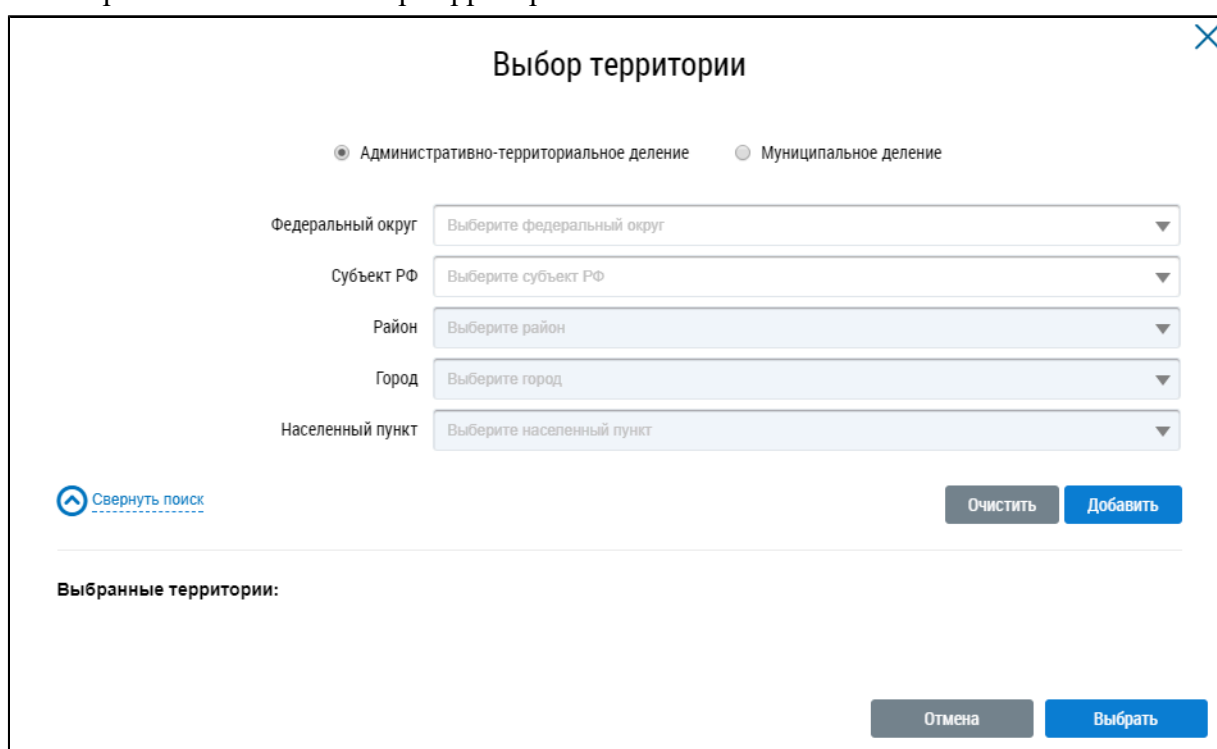 Выбор территории
Административно-территориальное деление Муниципальное деление
Федеральный округ Выберите федеральный округ
Субъект РФ Выберите субъект РФ
Район Выберите район
Город Выберите город
Населенный пункт Выберите населенный пункт
Свернуть поиск Очистить Добавить
Выбранные территории:
Отмена Выбрать